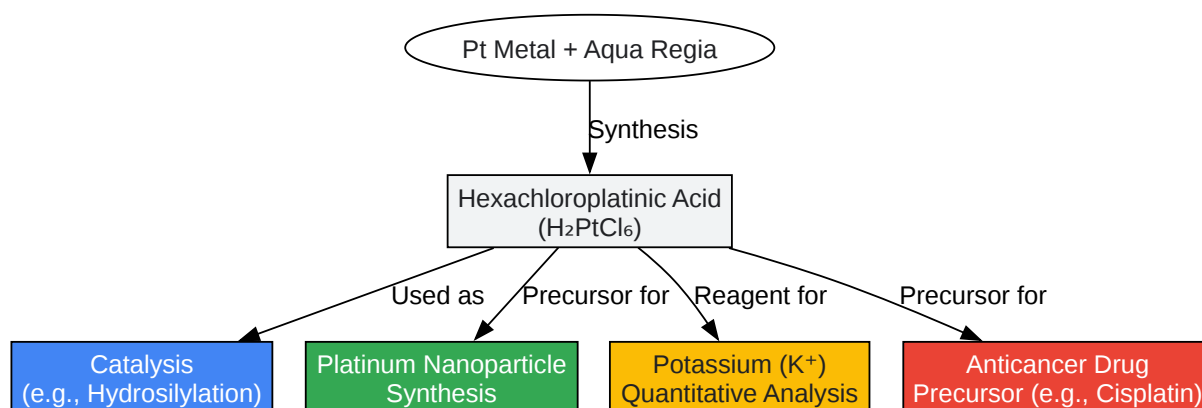 Pt Metal + Aqua Regia
Synthesis
Hexachloroplatinic Acid
(H₂PtCl₆)
Used as
Precursor for
Reagent for
Precursor for
Catalysis
(e.g., Hydrosilylation)
Platinum Nanoparticle
Synthesis
Potassium (K⁺)
Quantitative Analysis
Anticancer Drug
Precursor (e.g., Cisplatin)